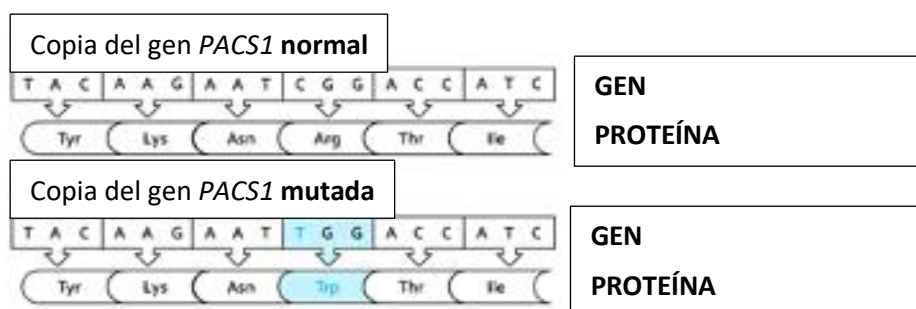 Copia del gen PACS1 normal
T A C A A G A A T C G G A C C A T C
GEN
Tyr Lys Asn Arg Thr Ile
PROTEÍNA
Copia del gen PACS1 mutada
T A C A A G A A T T G G A C C A T C
GEN
Tyr Lys Asn Trp Thr Ile
PROTEÍNA